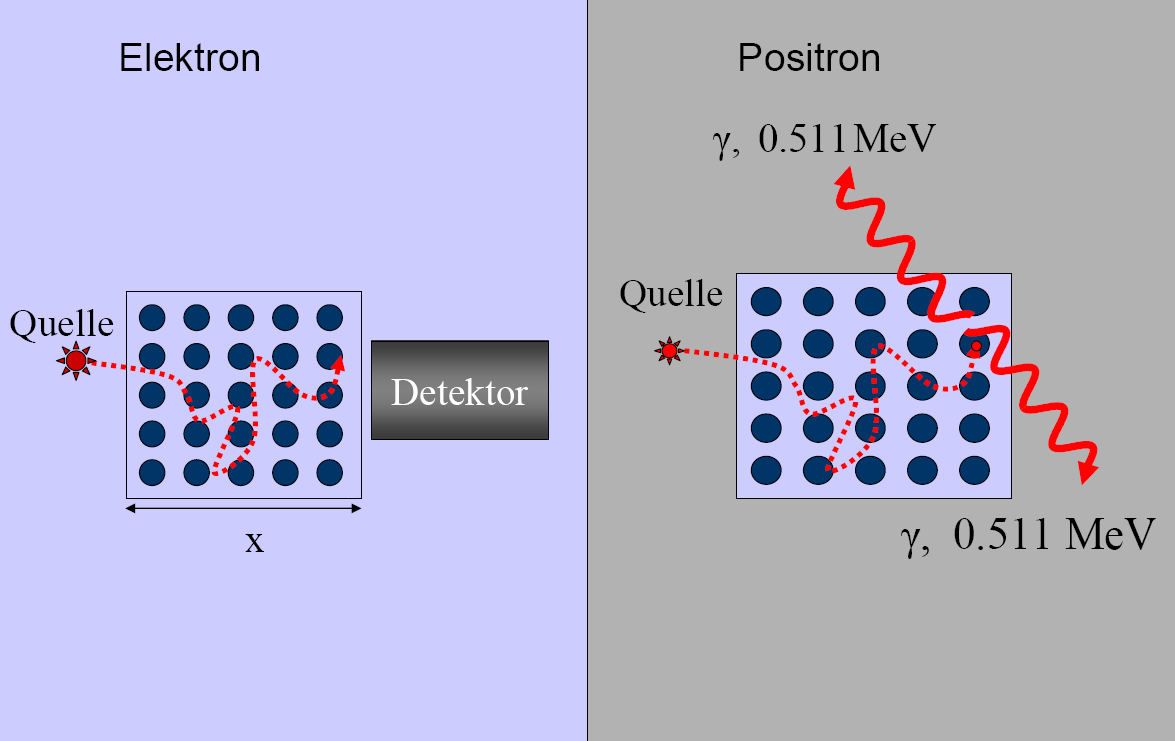 Elektron
Quelle
Detektor
x
Positron
γ, 0.511 MeV
Quelle
γ, 0.511 MeV